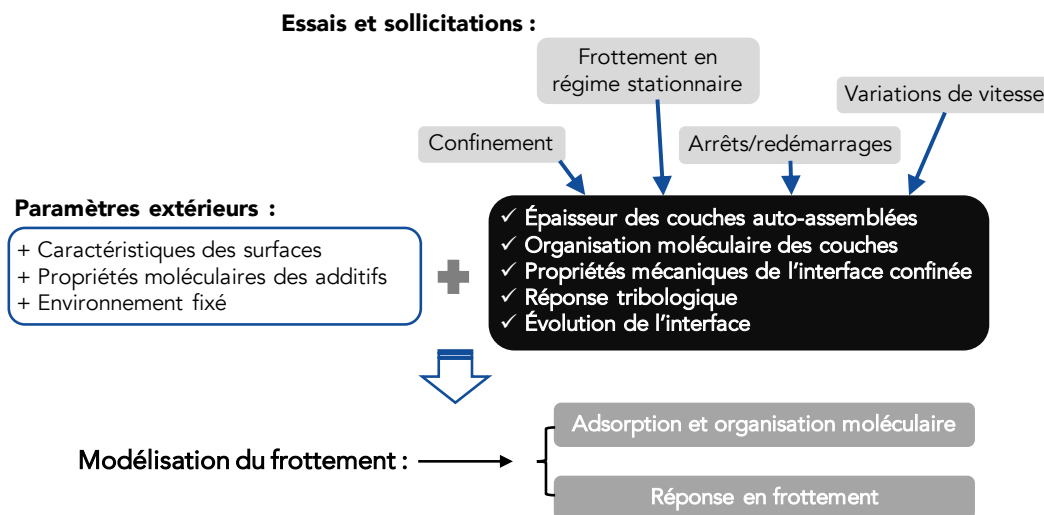 Essais et sollicitations :
Frottement en
régime stationnaire
Variations de vitesse
Confinement
Arrêts/redémarrages
Paramètres extérieurs :
+ Caractéristiques des surfaces
+ Propriétés moléculaires des additifs
+ Environnement fixé
+
✓ Épaisseur des couches auto-assemblées
✓ Organisation moléculaire des couches
✓ Propriétés mécaniques de l'interface confinée
✓ Réponse tribologique
✓ Évolution de l'interface
Modélisation du frottement :
Adsorption et organisation moléculaire
Réponse en frottement